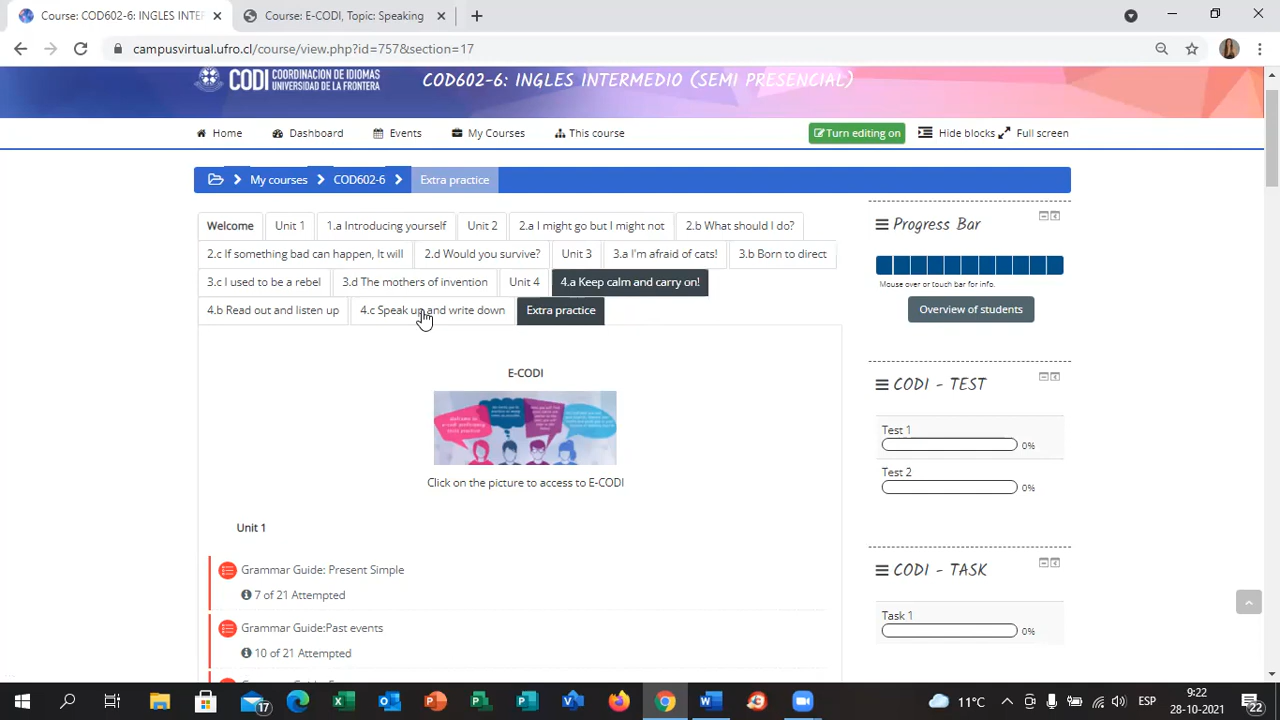 Course: COD602-6: INGLES INTER
Course: E-CODI, Topic: Speaking
campusvirtual.ufro.cl/course/view.php?id=757&section=17
CODI COORDINACION DE IDIOMAS
UNIVERSIDAD DE LA FRONTERA
COD602-6: INGLES INTERMEDIO (SEMI PRESENCIAL)
Home
Dashboard
Events
My Courses
This course
Turn editing on
Hide blocks
Full screen
My courses
COD602-6
Extra practice
Welcome
Unit 1
1.a Introducing yourself
Unit 2
2.a I might go but I might not
2.b What should I do?
2.c If something bad can happen, It will
2.d Would you survive?
Unit 3
3.a I'm afraid of cats!
3.b Born to direct
3.c I used to be a rebel
3.d The mothers of invention
Unit 4
4.a Keep calm and carry on!
4.b Read out and listen up
4.c Speak up and write down
Extra practice
E-CODI
Click on the picture to access to E-CODI
Unit 1
Grammar Guide: Present Simple
7 of 21 Attempted
Grammar Guide:Past events
10 of 21 Attempted
Progress Bar
Mouse over or touch bar for info.
Overview of students
CODI - TEST
Test 1
0%
Test 2
0%
CODI - TASK
Task 1
0%
17
11°C
ESP
9:22
28-10-2021
22